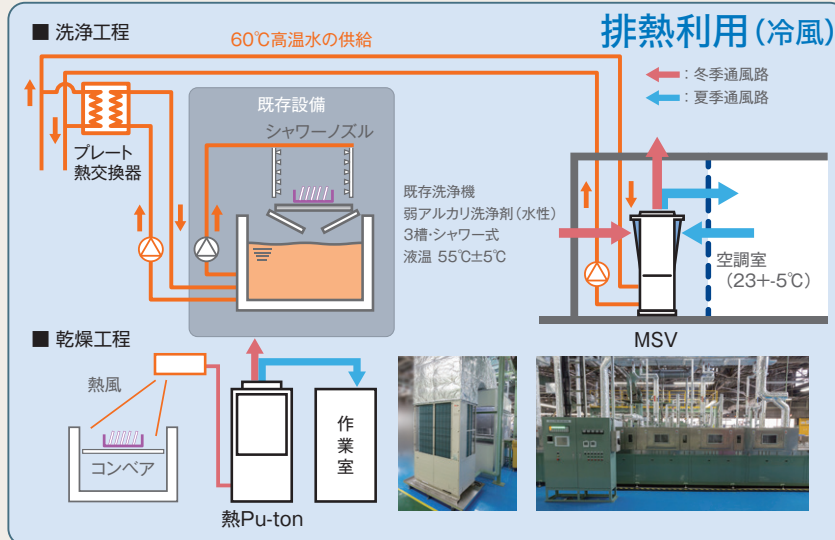 ■ 洗浄工程
60℃高温水の供給
排熱利用(冷風)
:冬季通風路
:夏季通風路
既存設備
シャワーノズル
プレート
熱交換器
既存洗浄機
弱アルカリ洗浄剤(水性)
3槽・シャワー式
液温 55℃±5℃
空調室
(23+-5℃)
MSV
■ 乾燥工程
熱風
コンベア
作業室
熱Pu-ton